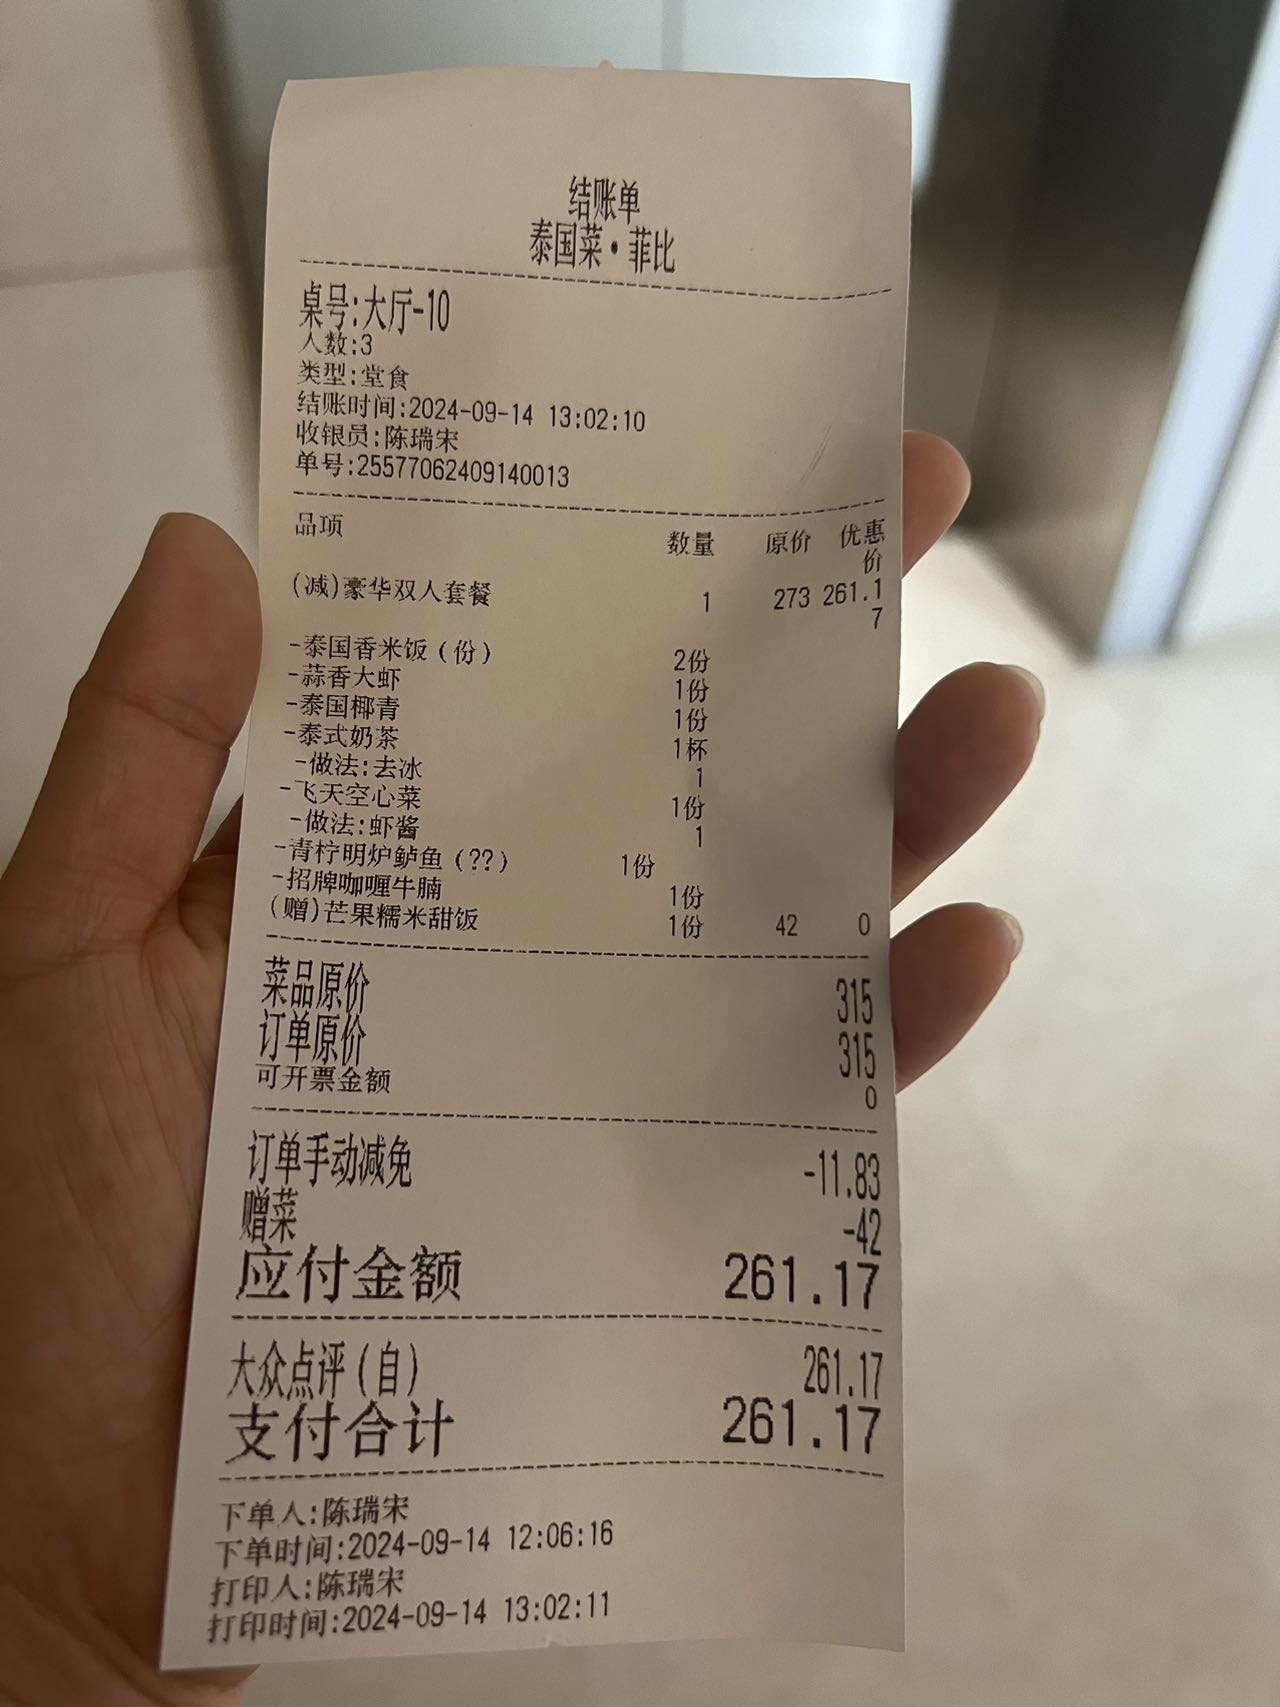 结账单
泰国菜·菲比
桌号:大厅-10
人数:3
类型:堂食
结账时间:2024-09-14 13:02:10
收银员:陈瑞宋
单号:25577062409140013
品项 数量 原价 优惠价
(减)豪华双人套餐 1 273 261.17
-泰国香米饭(份) 2份
-蒜香大虾 1份
-泰国椰青 1份
-泰式奶茶 1杯
-做法:去冰 1
-飞天空心菜 1份
-做法:虾酱 1
-青柠明炉鲈鱼(??) 1份
-招牌咖喱牛腩 1份
(赠)芒果糯米甜饭 1份 42 0
菜品原价 315
订单原价 315
可开票金额 0
订单手动减免 -11.83
赠菜 -42
应付金额 261.17
大众点评(自) 261.17
支付合计 261.17
下单人:陈瑞宋
下单时间:2024-09-14 12:06:16
打印人:陈瑞宋
打印时间:2024-09-14 13:02:11